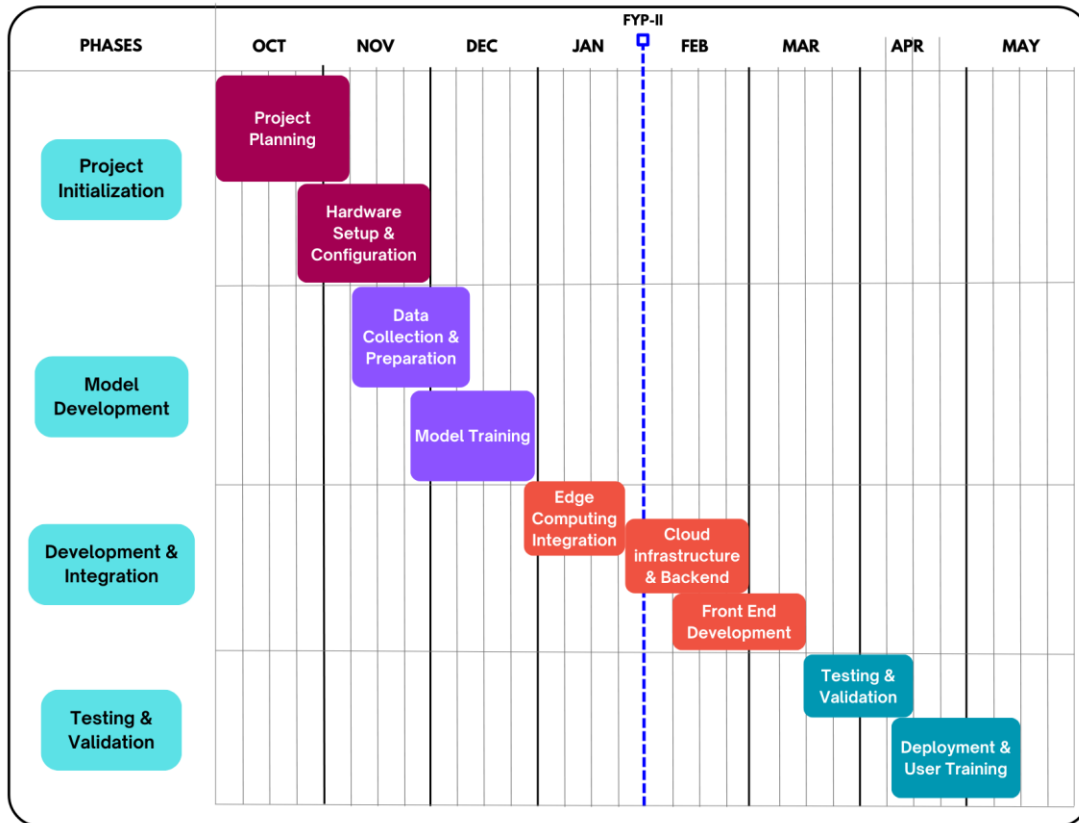 FYP-II
PHASES OCT NOV DEC JAN FEB MAR APR MAY
Project
Planning
Project
Initialization
Hardware
Setup &
Configuration
Data
Collection &
Preparation
Model
Development
Model Training
Edge
Computing
Integration
Development &
Integration
Cloud
infrastructure
& Backend
Front End
Development
Testing &
Validation
Testing &
Validation
Deployment &
User Training